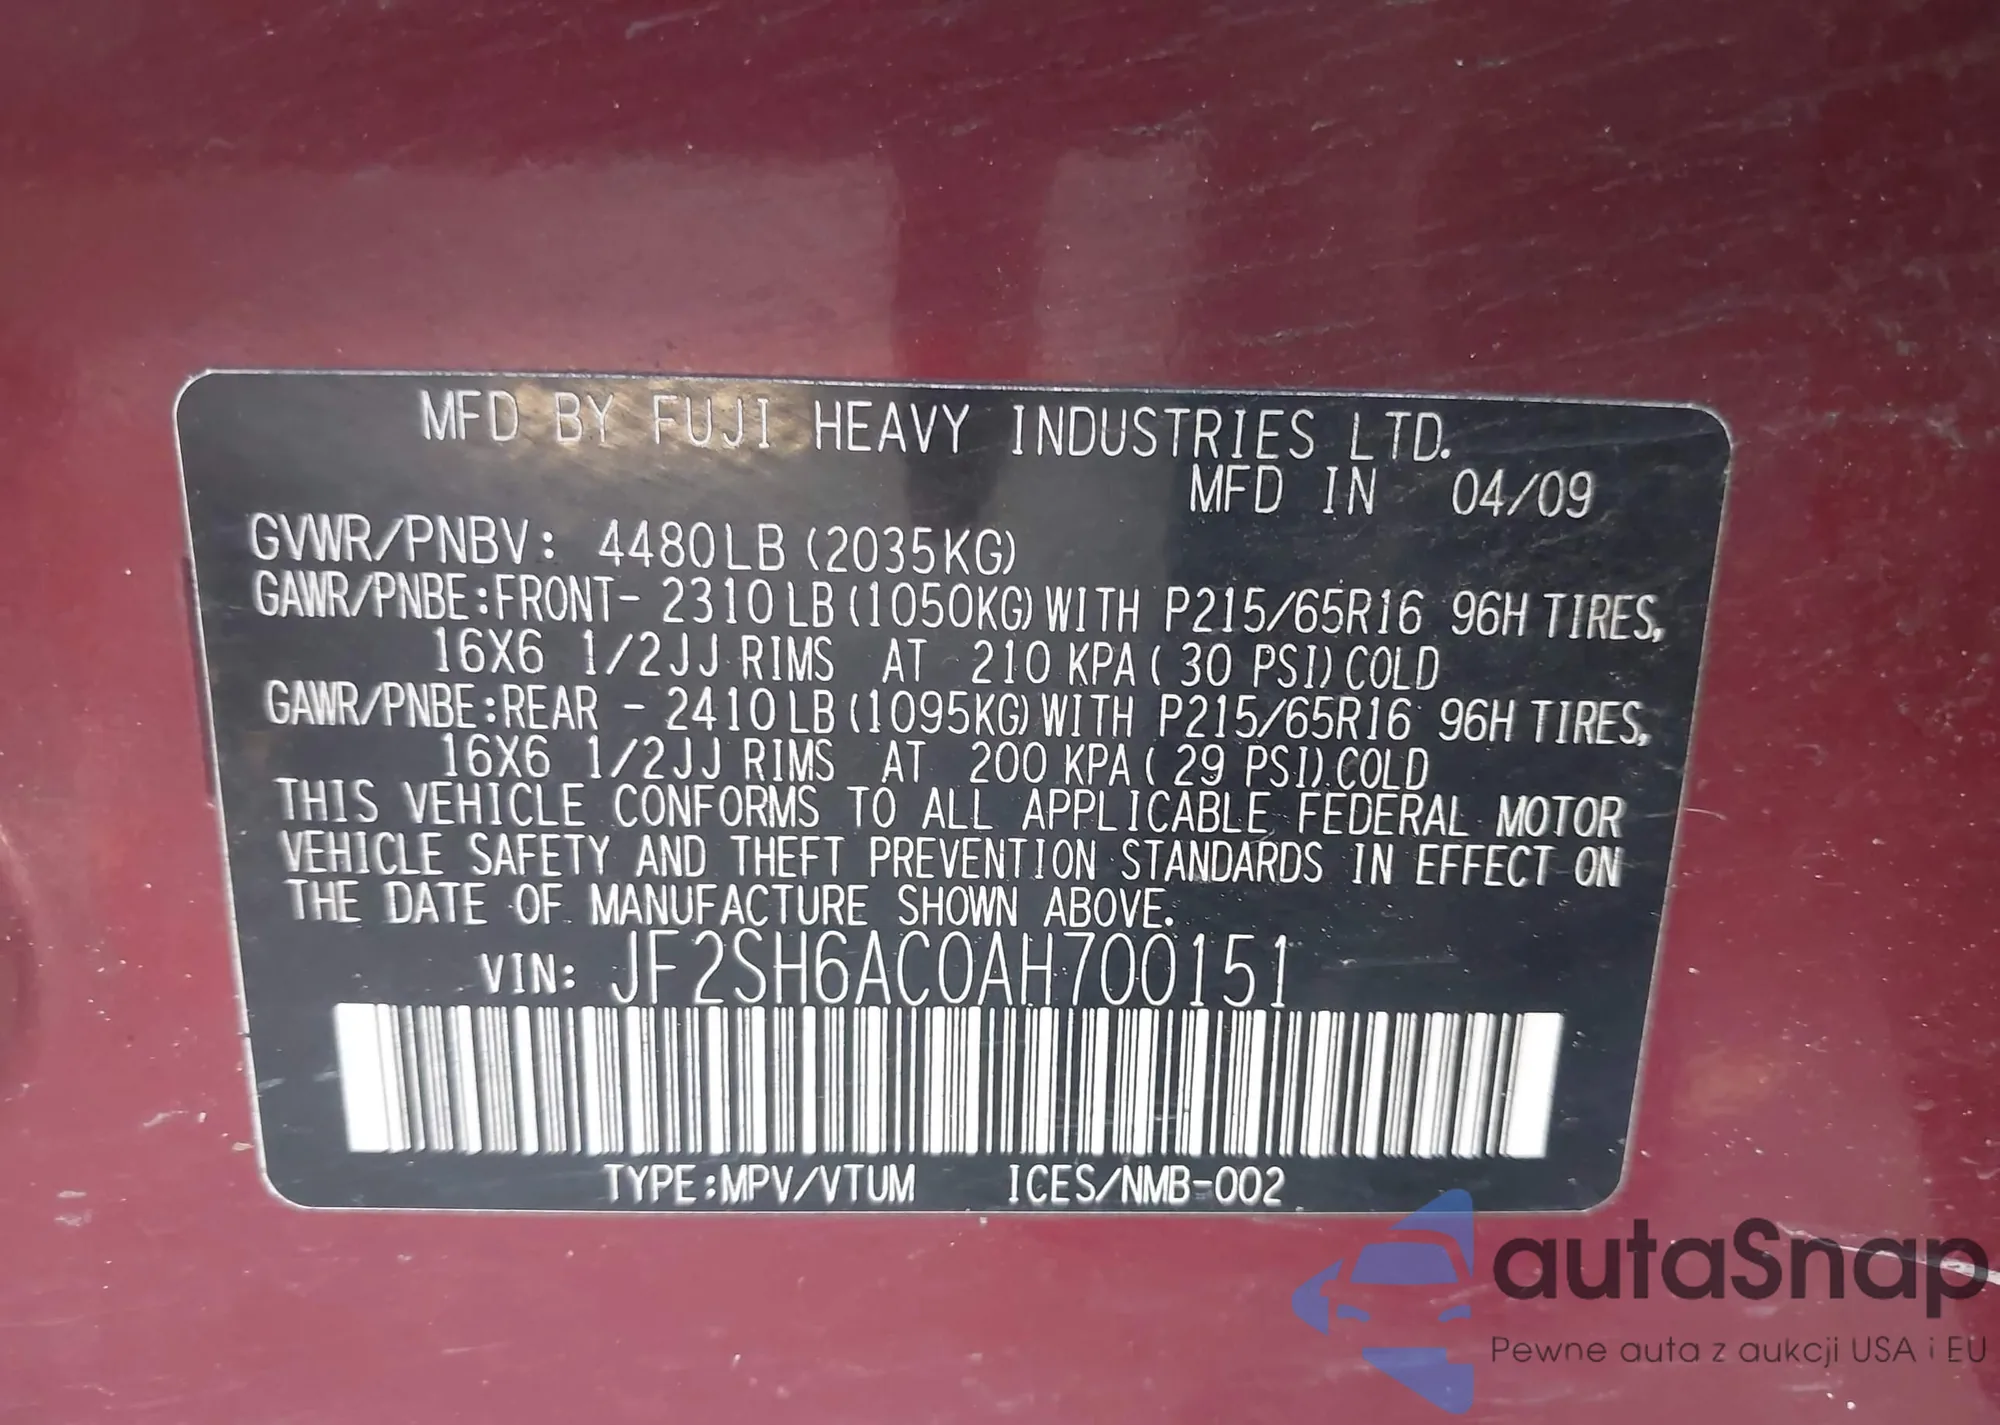 MFD BY FUJI HEAVY INDUSTRIES LTD.
MFD IN 04/09
GVWR/PNBV: 4480LB (2035KG)
GAWR/PNBE:FRONT- 2310LB (1050KG) WITH P215/65R16 96H TIRES,
16X6 1/2JJ RIMS AT 210 KPA ( 30 PSI) COLD
GAWR/PNBE:REAR - 2410LB (1095KG) WITH P215/65R16 96H TIRES,
16X6 1/2JJ RIMS AT 200 KPA ( 29 PSI) COLD
THIS VEHICLE CONFORMS TO ALL APPLICABLE FEDERAL MOTOR
VEHICLE SAFETY AND THEFT PREVENTION STANDARDS IN EFFECT ON
THE DATE OF MANUFACTURE SHOWN ABOVE.
VIN: JF2SH6AC0AH700151
TYPE:MPV/VTUM ICES/NMB-002
autaSnap
Pewne auta z aukcji USA i EU